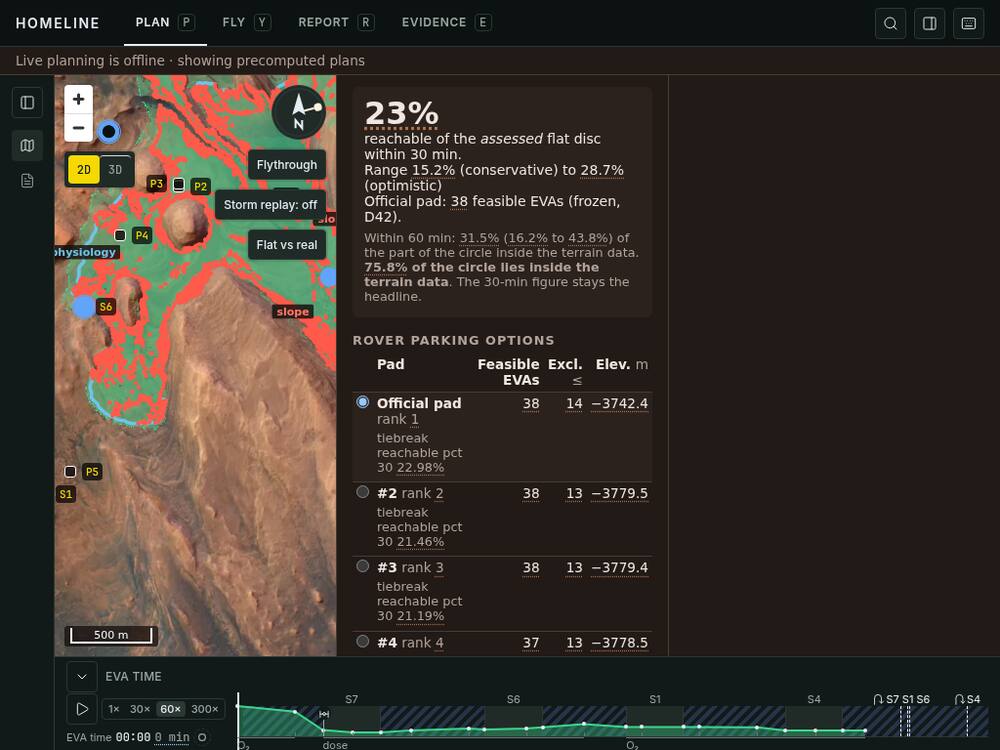 HOMELINE
PLAN P
FLY Y
REPORT R
EVIDENCE E
Live planning is offline · showing precomputed plans
+
−
N
2D 3D
Flythrough
P3
P2
Storm replay: off
P4
Flat vs real
physiology
S6
slope
P5
S1
500 m
23%
reachable of the assessed flat disc
within 30 min.
Range 15.2% (conservative) to 28.7%
(optimistic)
Official pad: 38 feasible EVAs (frozen,
D42).
Within 60 min: 31.5% (16.2% to 43.8%) of
the part of the circle inside the terrain data.
75.8% of the circle lies inside the
terrain data. The 30-min figure stays the
headline.
ROVER PARKING OPTIONS
Pad Feasible EVAs Excl. ≤ Elev. m
Official pad 38 14 −3742.4
rank 1
tiebreak
reachable pct
30 22.98%
#2 rank 2 38 13 −3779.5
tiebreak
reachable pct
30 21.46%
#3 rank 3 38 13 −3779.4
tiebreak
reachable pct
30 21.19%
#4 rank 4 37 13 −3778.5
EVA TIME
1× 30× 60× 300×
EVA time 00:00 0 min
S7 S6 S1 S4 S7 S1 S6 S4
O₂ dose O₂